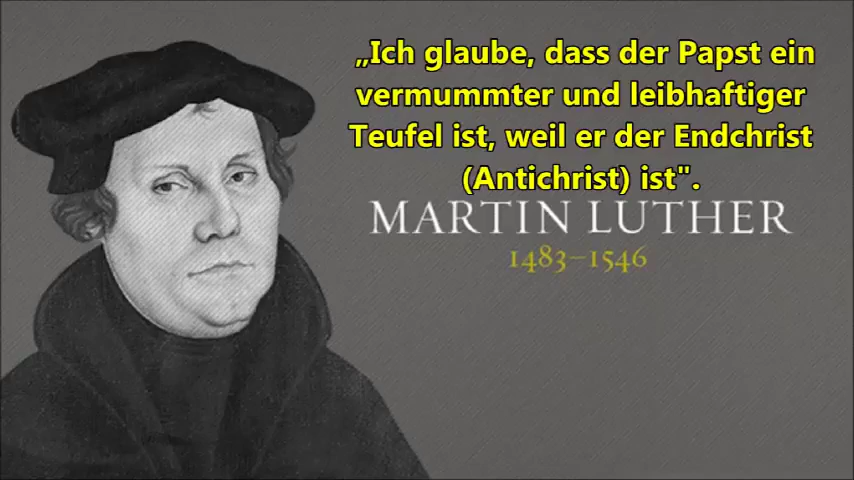 „Ich glaube, dass der Papst ein
vermummter und leibhaftiger
Teufel ist, weil er der Endchrist
(Antichrist) ist".
MARTIN LUTHER
1483–1546